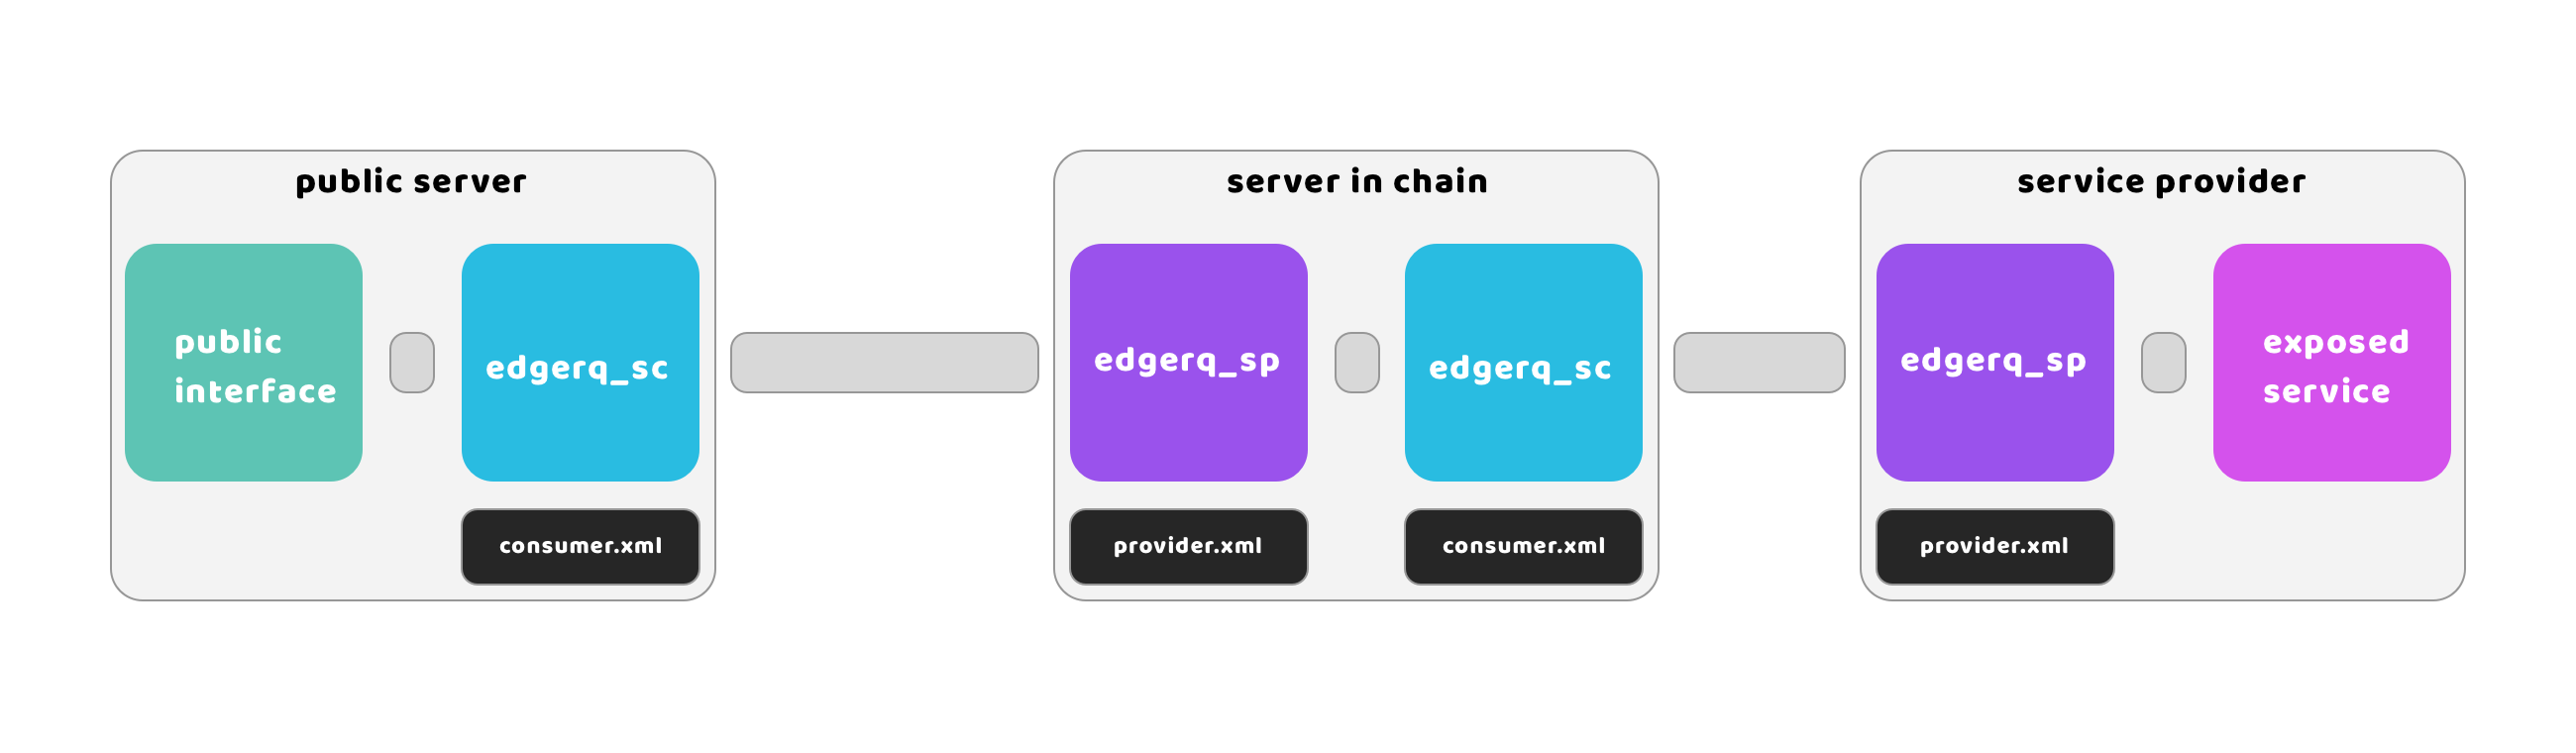 public server
public
interface
edgerq_sc
consumer.xml
server in chain
edgerq_sp
edgerq_sc
provider.xml
consumer.xml
service provider
edgerq_sp
exposed
service
provider.xml